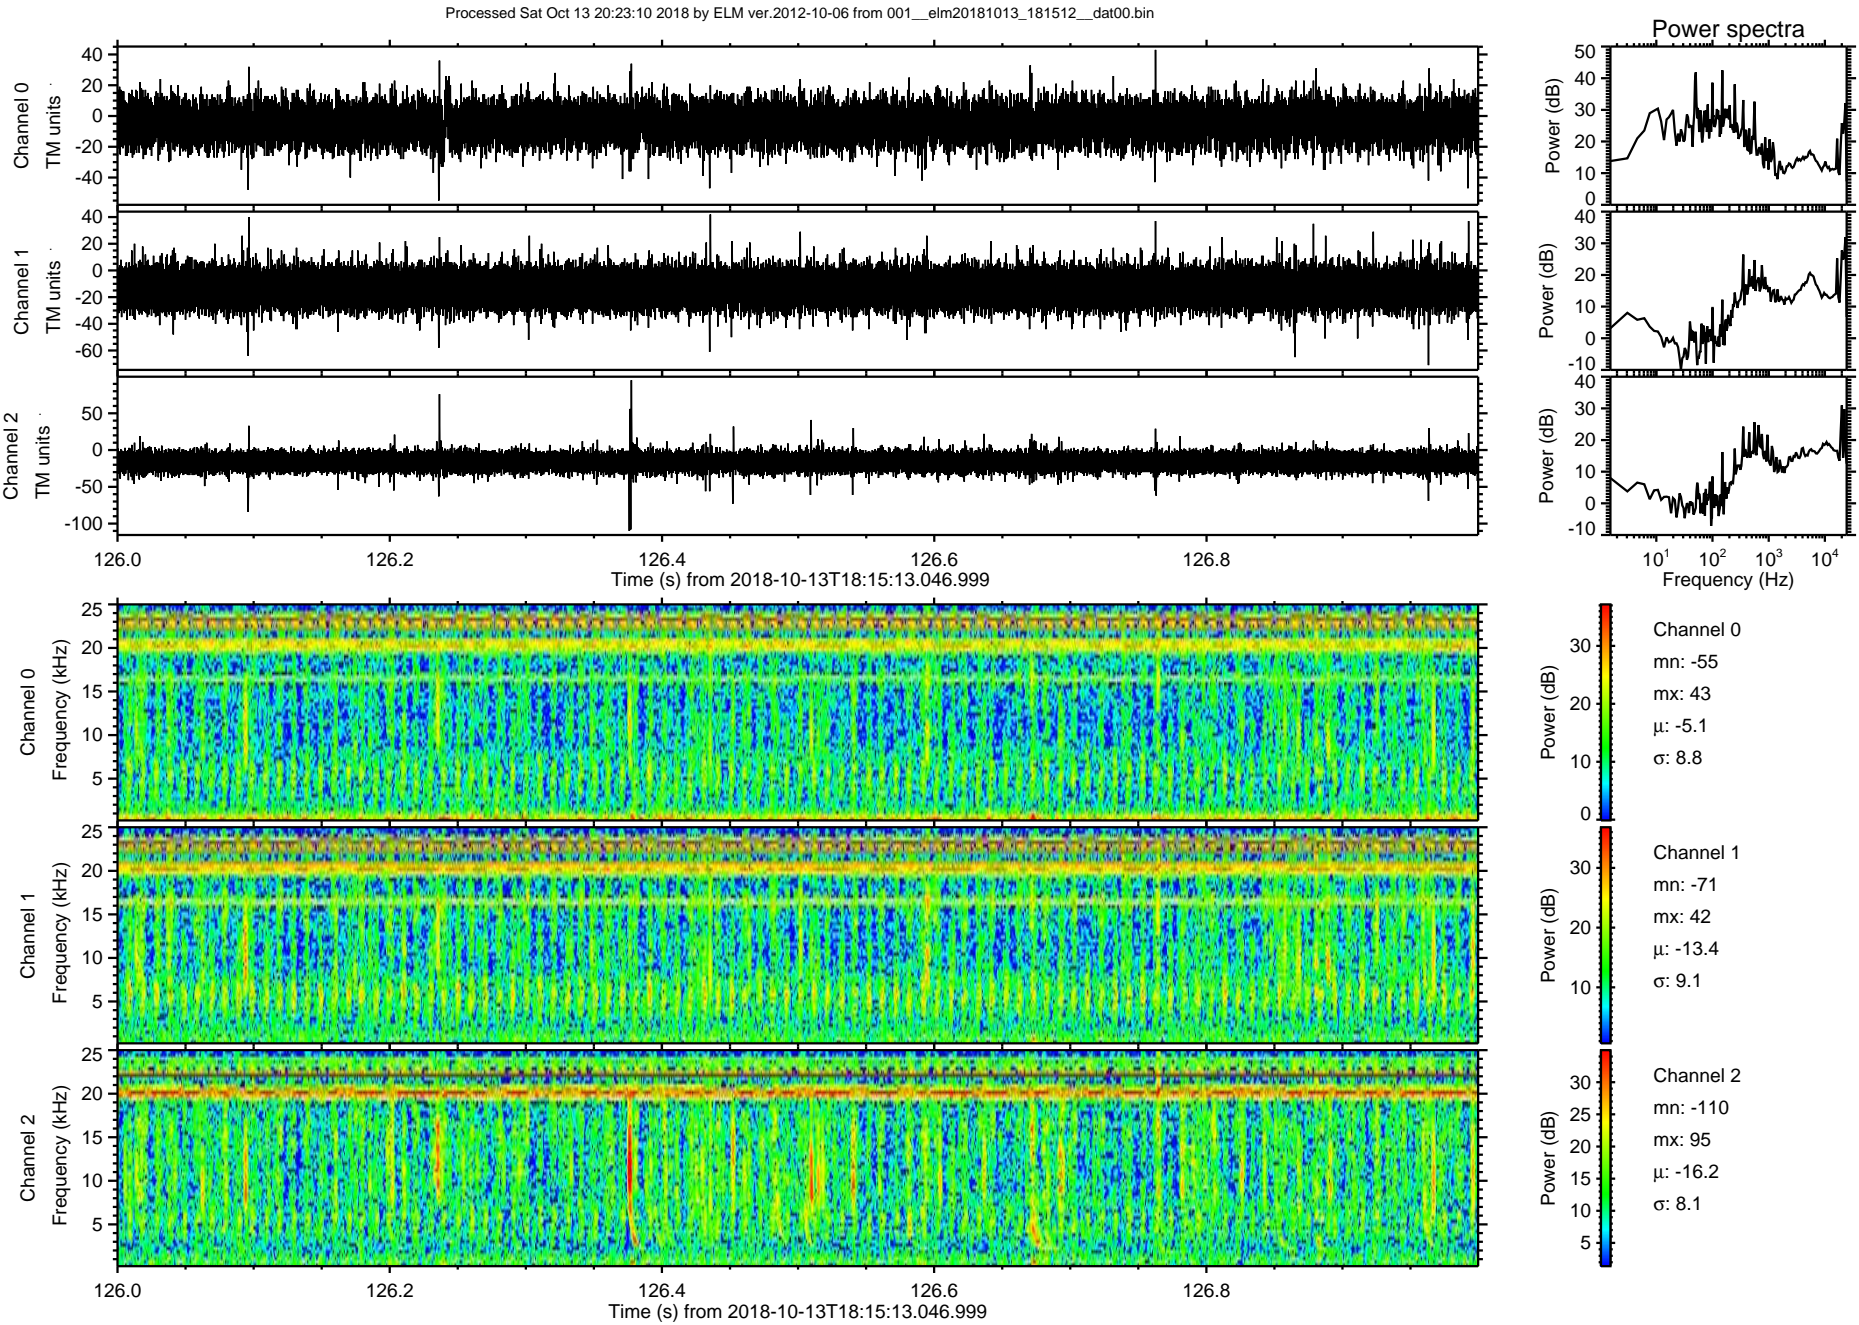 Processed Sat Oct 13 20:23:10 2018 by ELM ver.2012-10-06 from 001__elm20181013_181512__dat00.bin
Power spectra
Channel 0
TM units
40
20
0
-20
-40
Power (dB)
50
40
30
20
10
0
Channel 1
TM units
40
20
0
-20
-40
-60
Power (dB)
40
30
20
10
0
-10
Channel 2
TM units
50
0
-50
-100
Power (dB)
40
30
20
10
0
-10
126.0
126.2
126.4
126.6
126.8
Time (s) from 2018-10-13T18:15:13.046.999
10^1
10^2
10^3
10^4
Frequency (Hz)
Channel 0
Frequency (kHz)
25
20
15
10
5
Power (dB)
30
20
10
0
Channel 0
mn: -55
mx: 43
μ: -5.1
σ: 8.8
Channel 1
Frequency (kHz)
25
20
15
10
5
Power (dB)
30
20
10
Channel 1
mn: -71
mx: 42
μ: -13.4
σ: 9.1
Channel 2
Frequency (kHz)
25
20
15
10
5
Power (dB)
30
25
20
15
10
5
Channel 2
mn: -110
mx: 95
μ: -16.2
σ: 8.1
126.0
126.2
126.4
126.6
126.8
Time (s) from 2018-10-13T18:15:13.046.999